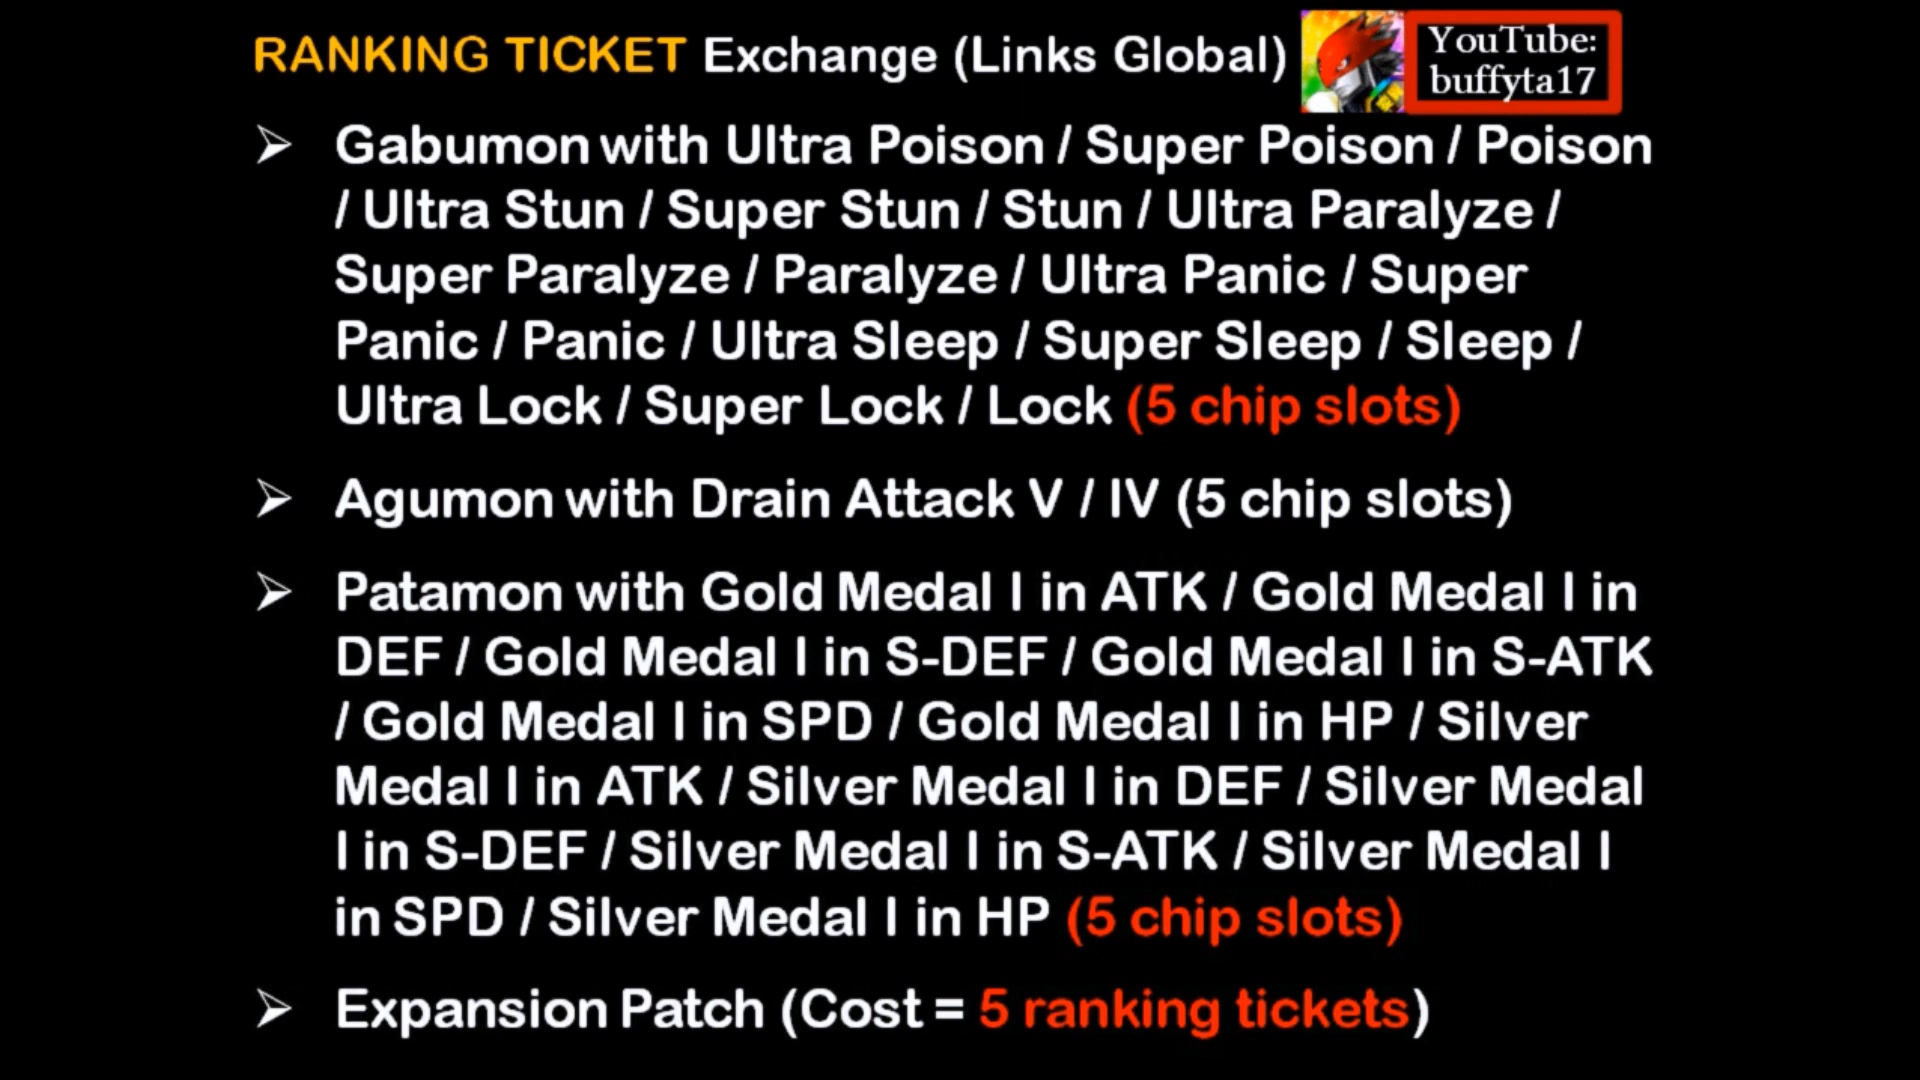 RANKING TICKET Exchange (Links Global)
YouTube:
buffyta17
➢ Gabumon with Ultra Poison / Super Poison / Poison
/ Ultra Stun / Super Stun / Stun / Ultra Paralyze /
Super Paralyze / Paralyze / Ultra Panic / Super
Panic / Panic / Ultra Sleep / Super Sleep / Sleep /
Ultra Lock / Super Lock / Lock (5 chip slots)
➢ Agumon with Drain Attack V / IV (5 chip slots)
➢ Patamon with Gold Medal I in ATK / Gold Medal I in
DEF / Gold Medal I in S-DEF / Gold Medal I in S-ATK
/ Gold Medal I in SPD / Gold Medal I in HP / Silver
Medal I in ATK / Silver Medal I in DEF / Silver Medal
I in S-DEF / Silver Medal I in S-ATK / Silver Medal I
in SPD / Silver Medal I in HP (5 chip slots)
➢ Expansion Patch (Cost = 5 ranking tickets)